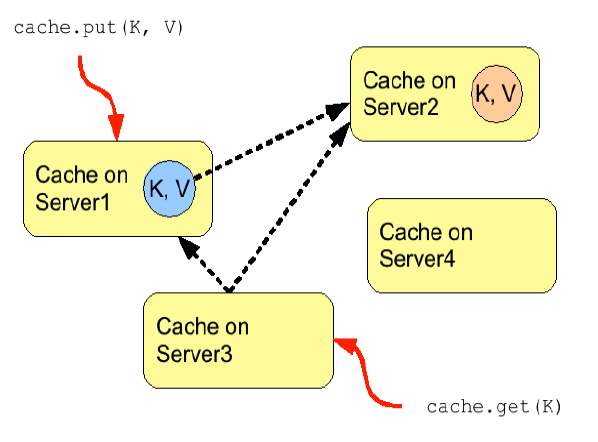 cache.put(K, V)
Cache on
Server2
K, V
Cache on
Server1
K, V
Cache on
Server4
Cache on
Server3
cache.get(K)